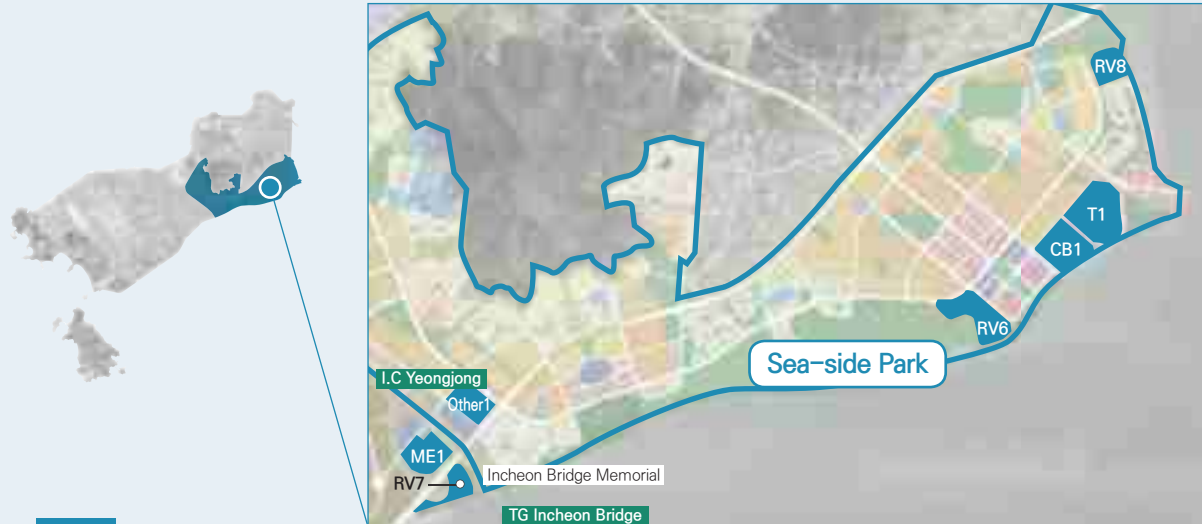 RV8
T1
CB1
RV6
Sea-side Park
I.C Yeongjong
Other1
ME1
RV7
Incheon Bridge Memorial
TG Incheon Bridge